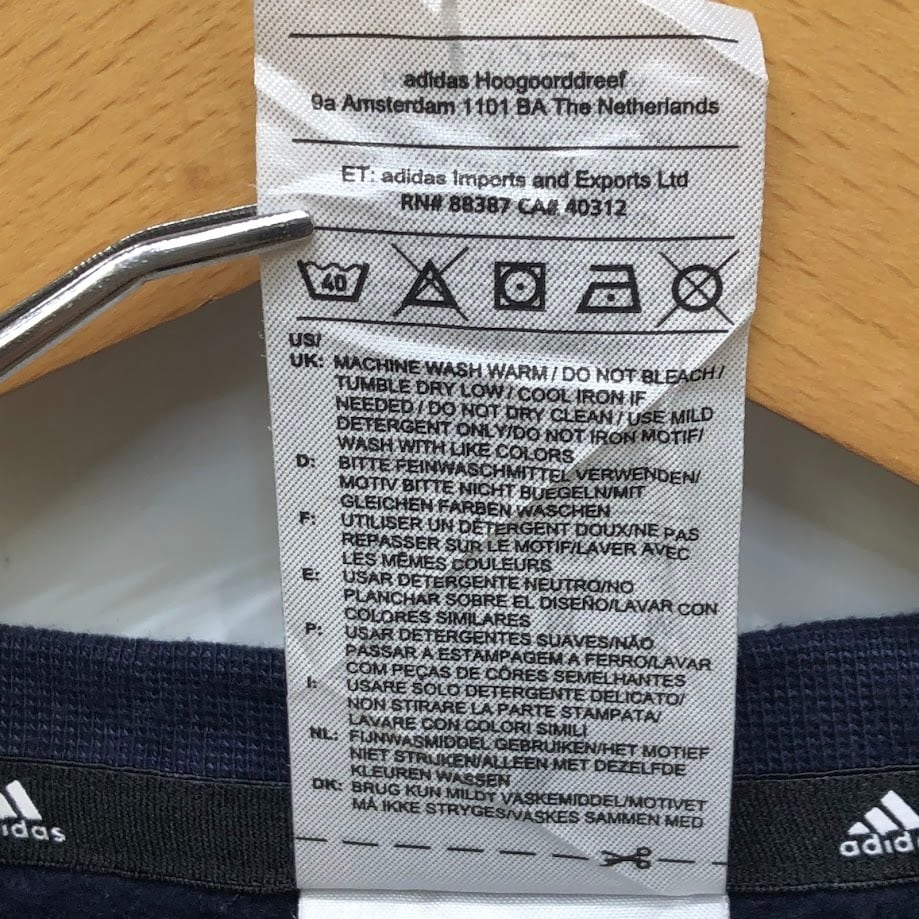 adidas Hoogoorddreef
9a Amsterdam 1101 BA The Netherlands
ET: adidas Imports and Exports Ltd
RN# 88387 CA# 40312
40
US/
UK: MACHINE WASH WARM / DO NOT BLEACH /
TUMBLE DRY LOW / COOL IRON IF
NEEDED / DO NOT DRY CLEAN / USE MILD
DETERGENT ONLY/DO NOT IRON MOTIF/
WASH WITH LIKE COLORS
D: BITTE FEINWASCHMITTEL VERWENDEN/
MOTIV BITTE NICHT BUEGELN/MIT
GLEICHEN FARBEN WASCHEN
F: UTILISER UN DÉTERGENT DOUX/NE PAS
REPASSER SUR LE MOTIF/LAVER AVEC
LES MÊMES COULEURS
E: USAR DETERGENTE NEUTRO/NO
PLANCHAR SOBRE EL DISEÑO/LAVAR CON
COLORES SIMILARES
P: USAR DETERGENTES SUAVES/NÃO
PASSAR A ESTAMPAGEM A FERRO/LAVAR
COM PEÇAS DE CORES SEMELHANTES
I: USARE SOLO DETERGENTE DELICATO/
NON STIRARE LA PARTE STAMPATA/
LAVARE CON COLORI SIMILI
NL: FIJNWASMIDDEL GEBRUIKEN/HET MOTIEF
NIET STRIJKEN/ALLEEN MET DEZELFDE
KLEUREN WASSEN
DK: BRUG KUN MILDT VASKEMIDDEL/MOTIVET
MÅ IKKE STRYGES/VASKES SAMMEN MED
idas
adid